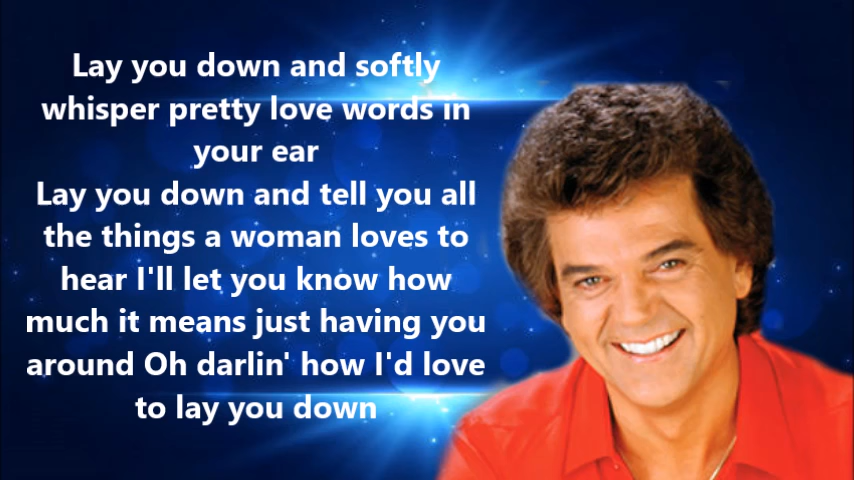 Lay you down and softly
whisper pretty love words in
your ear
Lay you down and tell you all
the things a woman loves to
hear I'll let you know how
much it means just having you
around Oh darlin' how I'd love
to lay you down